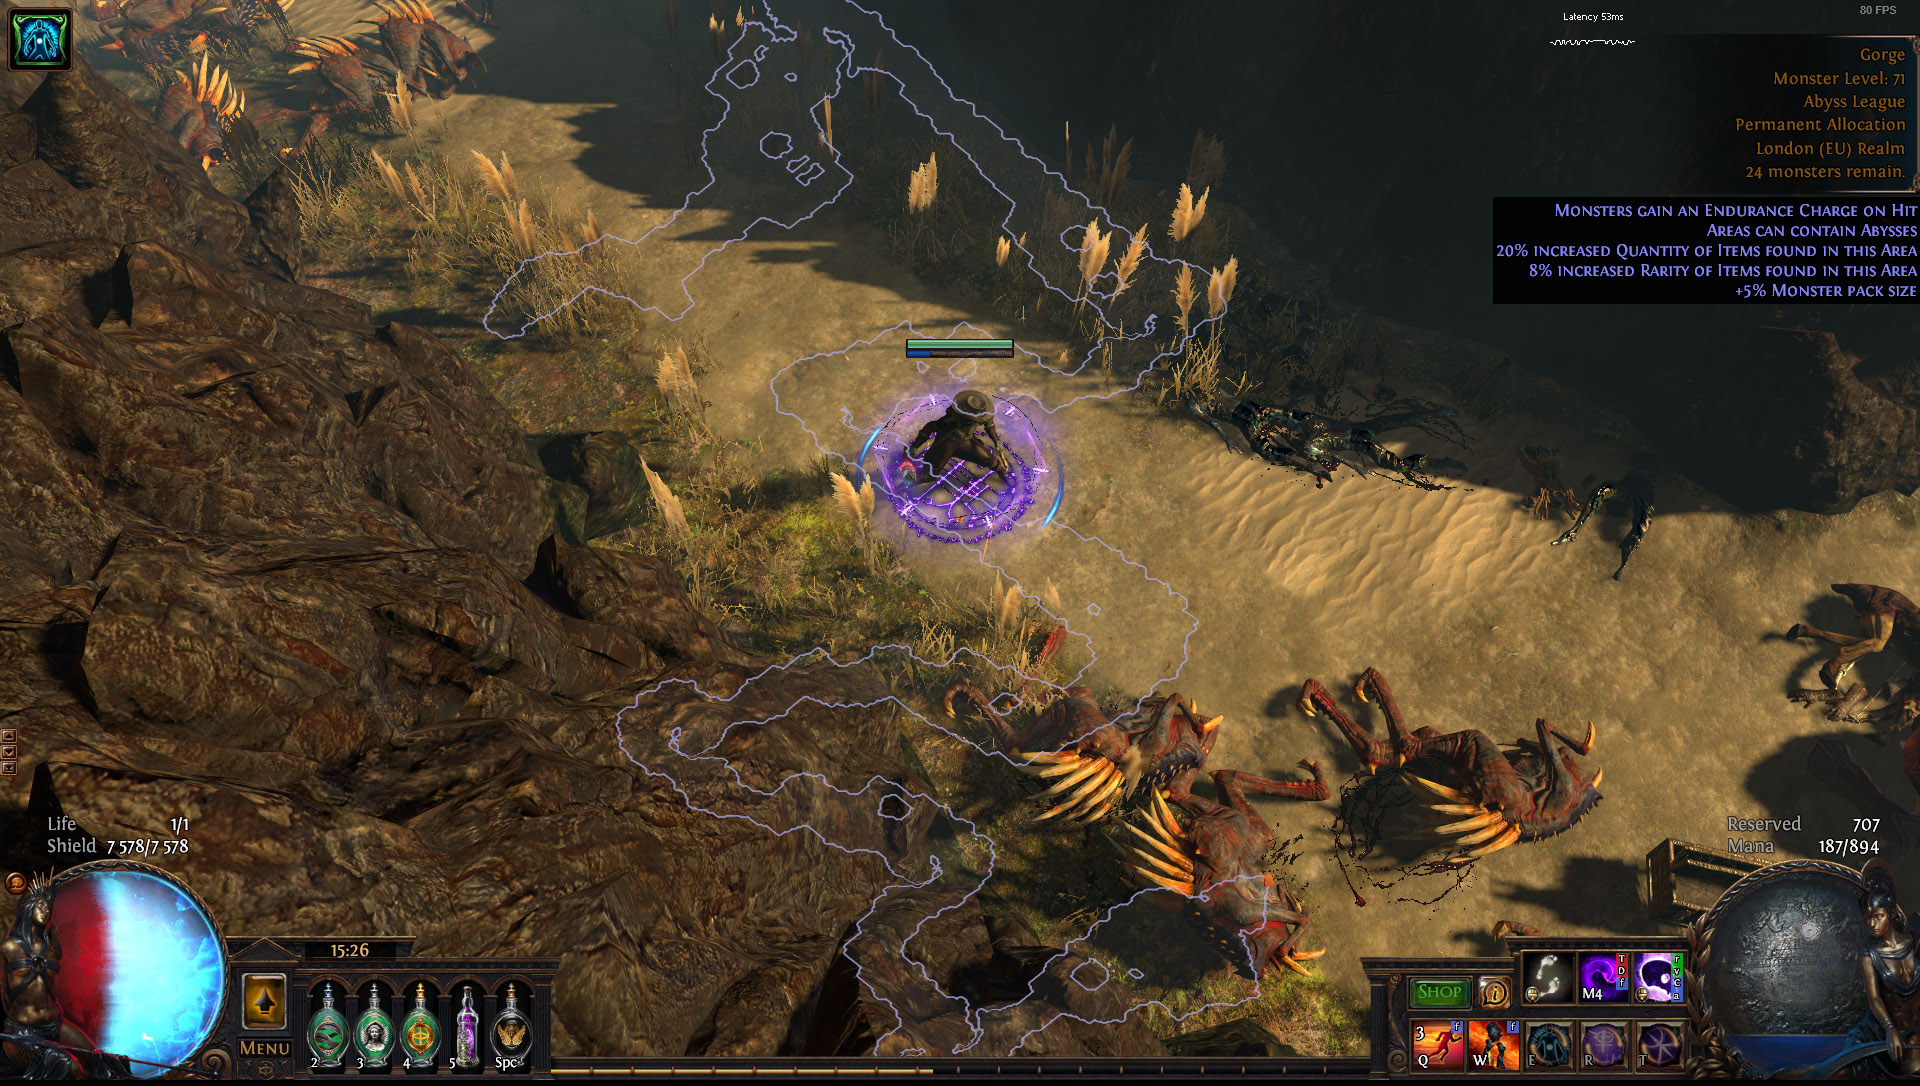 Latency 53ms
80 FPS
Gorge
Monster Level: 71
Abyss League
Permanent Allocation
London (EU) Realm
24 monsters remain.
Monsters gain an Endurance Charge on Hit
Areas can contain Abysses
20% increased Quantity of Items found in this Area
8% increased Rarity of Items found in this Area
+5% Monster pack size
Life 1/1
Shield 7 578/7 578
Reserved 707
Mana 187/894
15:26
Menu
2 3 4 5 Spc
Shop
M4 T D f
r v C a
3 Q f
W f
E
R
T